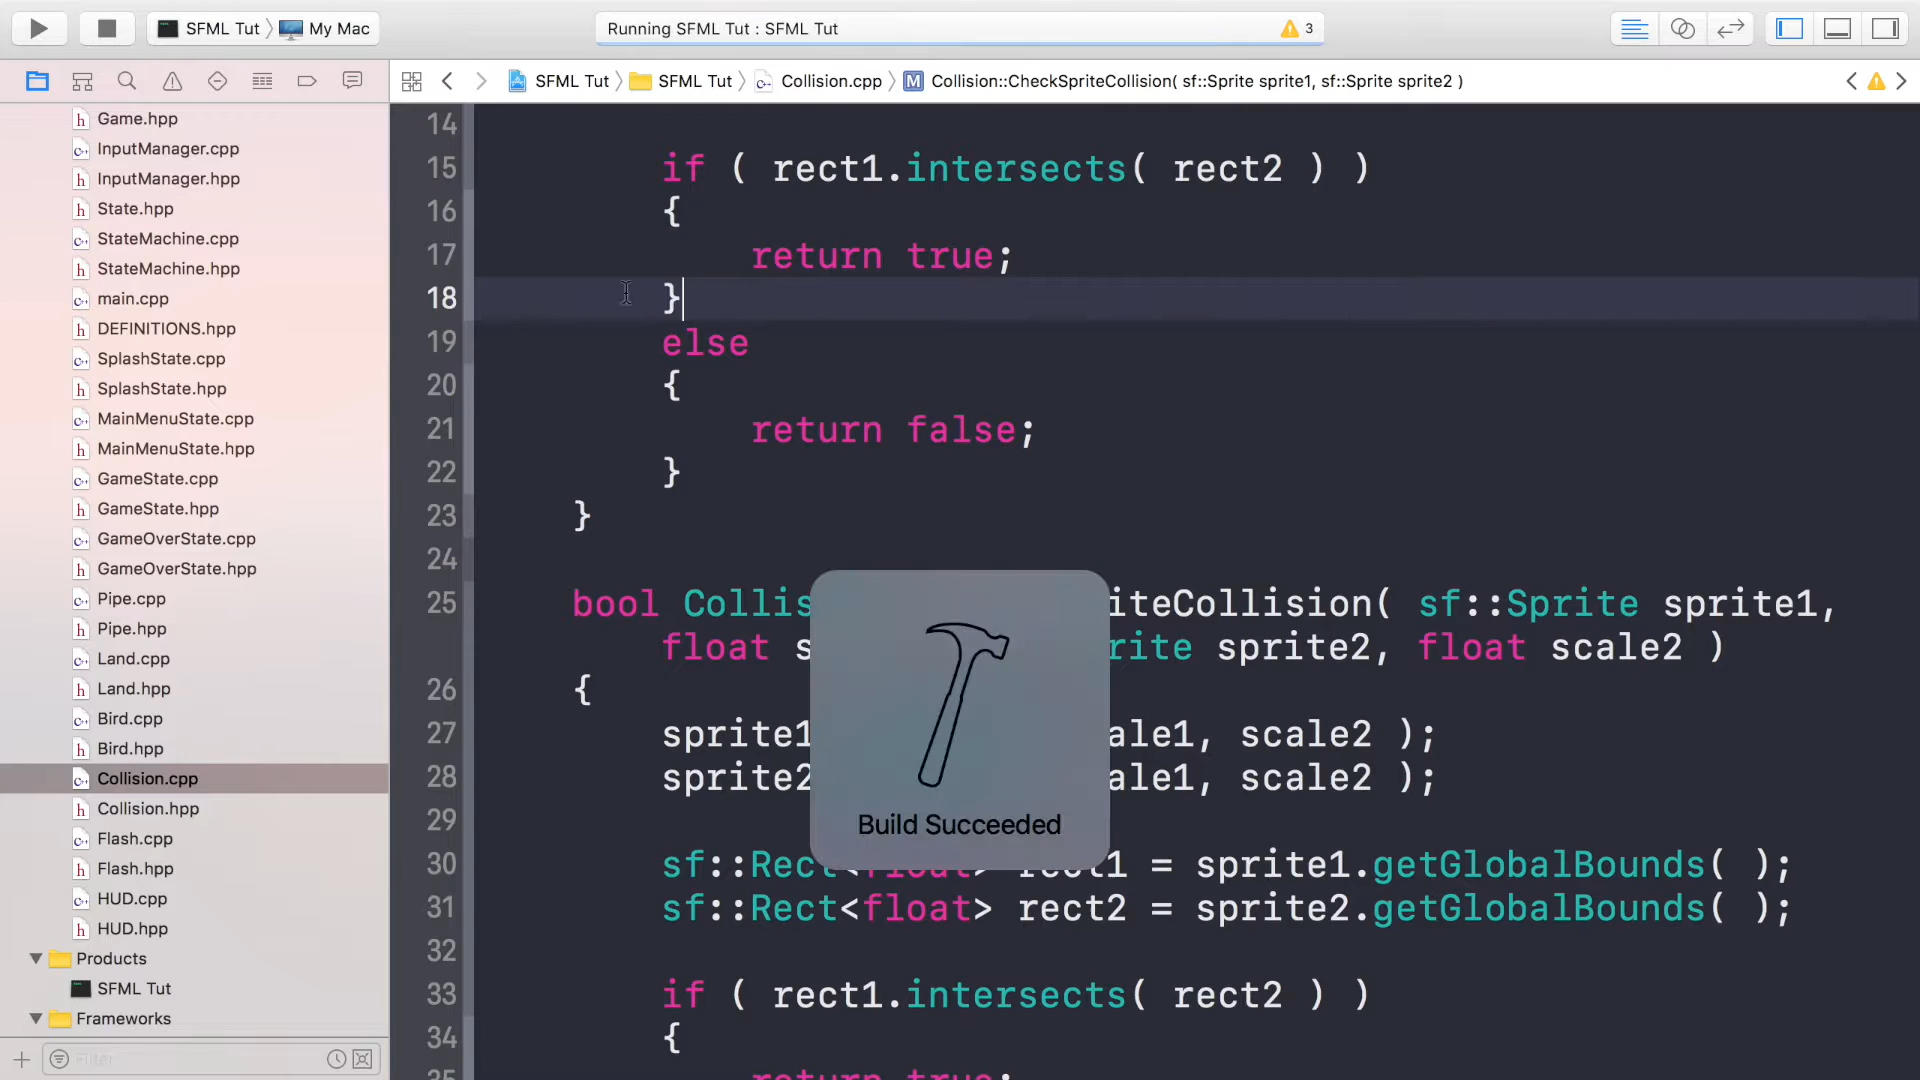 SFML Tut My Mac Running SFML Tut : SFML Tut 3
SFML Tut SFML Tut Collision.cpp M Collision::CheckSpriteCollision( sf::Sprite sprite1, sf::Sprite sprite2 )
Game.hpp
InputManager.cpp
InputManager.hpp
State.hpp
StateMachine.cpp
StateMachine.hpp
main.cpp
DEFINITIONS.hpp
SplashState.cpp
SplashState.hpp
MainMenuState.cpp
MainMenuState.hpp
GameState.cpp
GameState.hpp
GameOverState.cpp
GameOverState.hpp
Pipe.cpp
Pipe.hpp
Land.cpp
Land.hpp
Bird.cpp
Bird.hpp
Collision.cpp
Collision.hpp
Flash.cpp
Flash.hpp
HUD.cpp
HUD.hpp
Products
SFML Tut
Frameworks
Filter
14
15 if ( rect1.intersects( rect2 ) )
16 {
17 return true;
18 }
19 else
20 {
21 return false;
22 }
23 }
24
25 bool Collis iteCollision( sf::Sprite sprite1,
float s rite sprite2, float scale2 )
26 {
27 sprite1 ale1, scale2 );
28 sprite2 ale1, scale2 );
29
30 sf::Rect<float> rect1 = sprite1.getGlobalBounds( );
31 sf::Rect<float> rect2 = sprite2.getGlobalBounds( );
32
33 if ( rect1.intersects( rect2 ) )
34 {
35 return true;
Build Succeeded